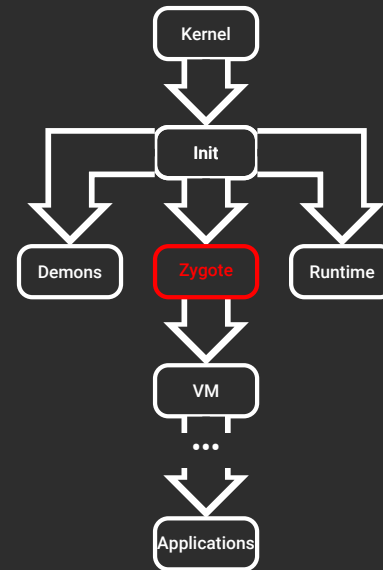 Kernel
Init
Demons
Zygote
Runtime
VM
...
Applications